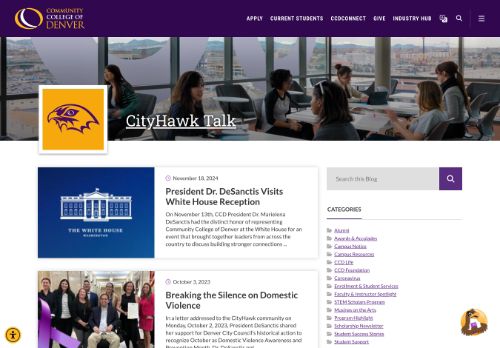 COMMUNITY
COLLEGE OF
DENVER
APPLY CURRENT STUDENTS CCDCONNECT GIVE INDUSTRY HUB
CityHawk Talk
November 18, 2024
President Dr. DeSanctis Visits
White House Reception
On November 13th, CCD President Dr. Marielena
DeSanctis had the distinct honor of representing
Community College of Denver at the White House for an
event that brought together leaders from across the
country to discuss building stronger connections ...
THE WHITE HOUSE
WASHINGTON
October 3, 2023
Breaking the Silence on Domestic
Violence
In a letter addressed to the CityHawk community on
Monday, October 2, 2023, President DeSanctis shared
her support for Denver City Council's historical action to
recognize October as Domestic Violence Awareness and
Search this Blog
CATEGORIES
Alumni
Awards & Accolades
Campus Notice
Campus Resources
CCD Life
CCD Foundation
Coronavirus
Enrollment & Student Services
Faculty & Instructor Spotlight
STEM Scholars Program
Musings on the Arts
Program Highlights
Scholarship Newsletter
Student Success Stories
Student Support